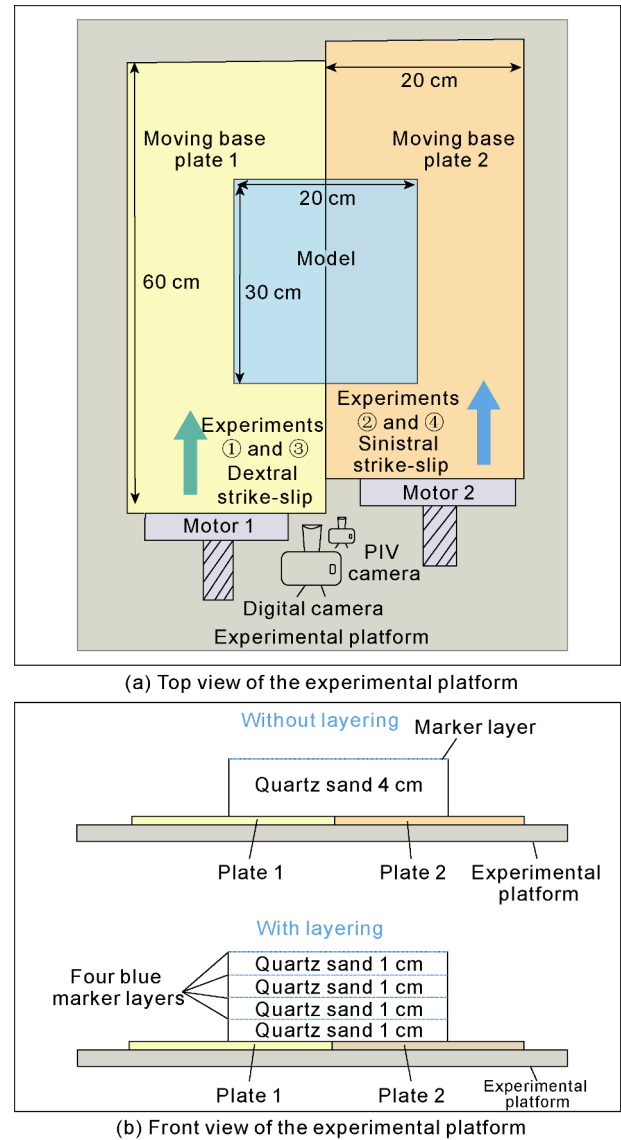 20 cm
Moving base
plate 1
Moving base
plate 2
20 cm
Model
60 cm
30 cm
Experiments
① and ③
Dextral
strike-slip
Experiments
② and ④
Sinistral
strike-slip
Motor 1
Motor 2
PIV
camera
Digital camera
Experimental platform
(a) Top view of the experimental platform
Without layering
Marker layer
Quartz sand 4 cm
Plate 1
Plate 2
Experimental
platform
With layering
Four blue
marker layers
Quartz sand 1 cm
Quartz sand 1 cm
Quartz sand 1 cm
Quartz sand 1 cm
Plate 1
Plate 2
Experimental
platform
(b) Front view of the experimental platform